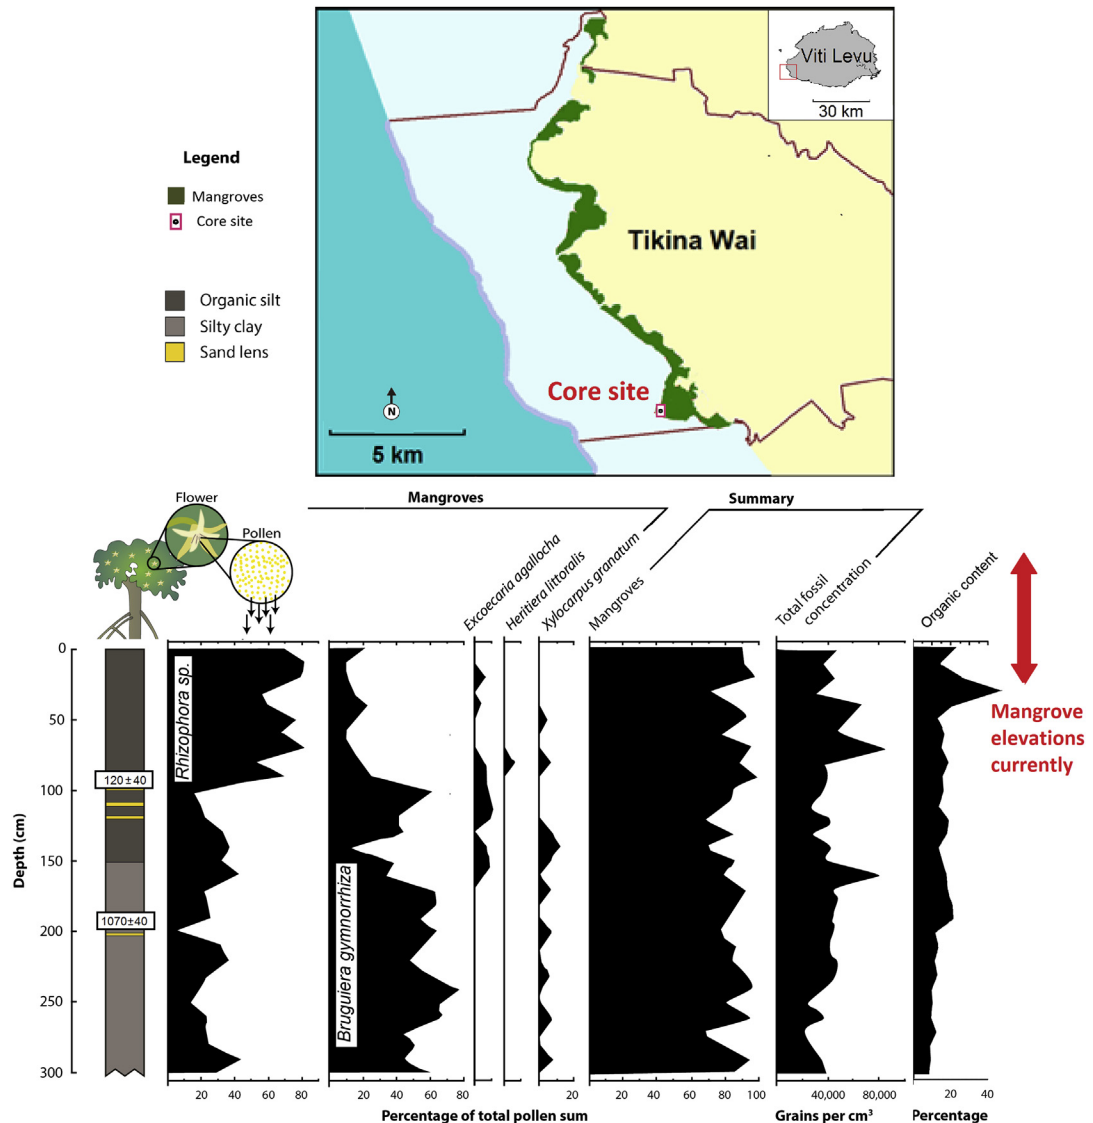 Viti Levu
30 km
Legend
Mangroves
Core site
Tikina Wai
Organic silt
Silty clay
Sand lens
Core site
N
5 km
Flower
Pollen
Mangroves
Summary
Excoecaria agallocha
Heritiera littoralis
Xylocarpus granatum
Mangroves
Total fossil
concentration
Organic content
Mangrove
elevations
currently
Depth (cm)
0
50
100
150
200
250
300
120±40
1070±40
Rhizophora sp.
Bruguiera gymnorrhiza
20 40 60 80
20 40 60 80
20
20 40 60 80 100
40,000 80,000
20 40
Percentage of total pollen sum
Grains per cm³
Percentage